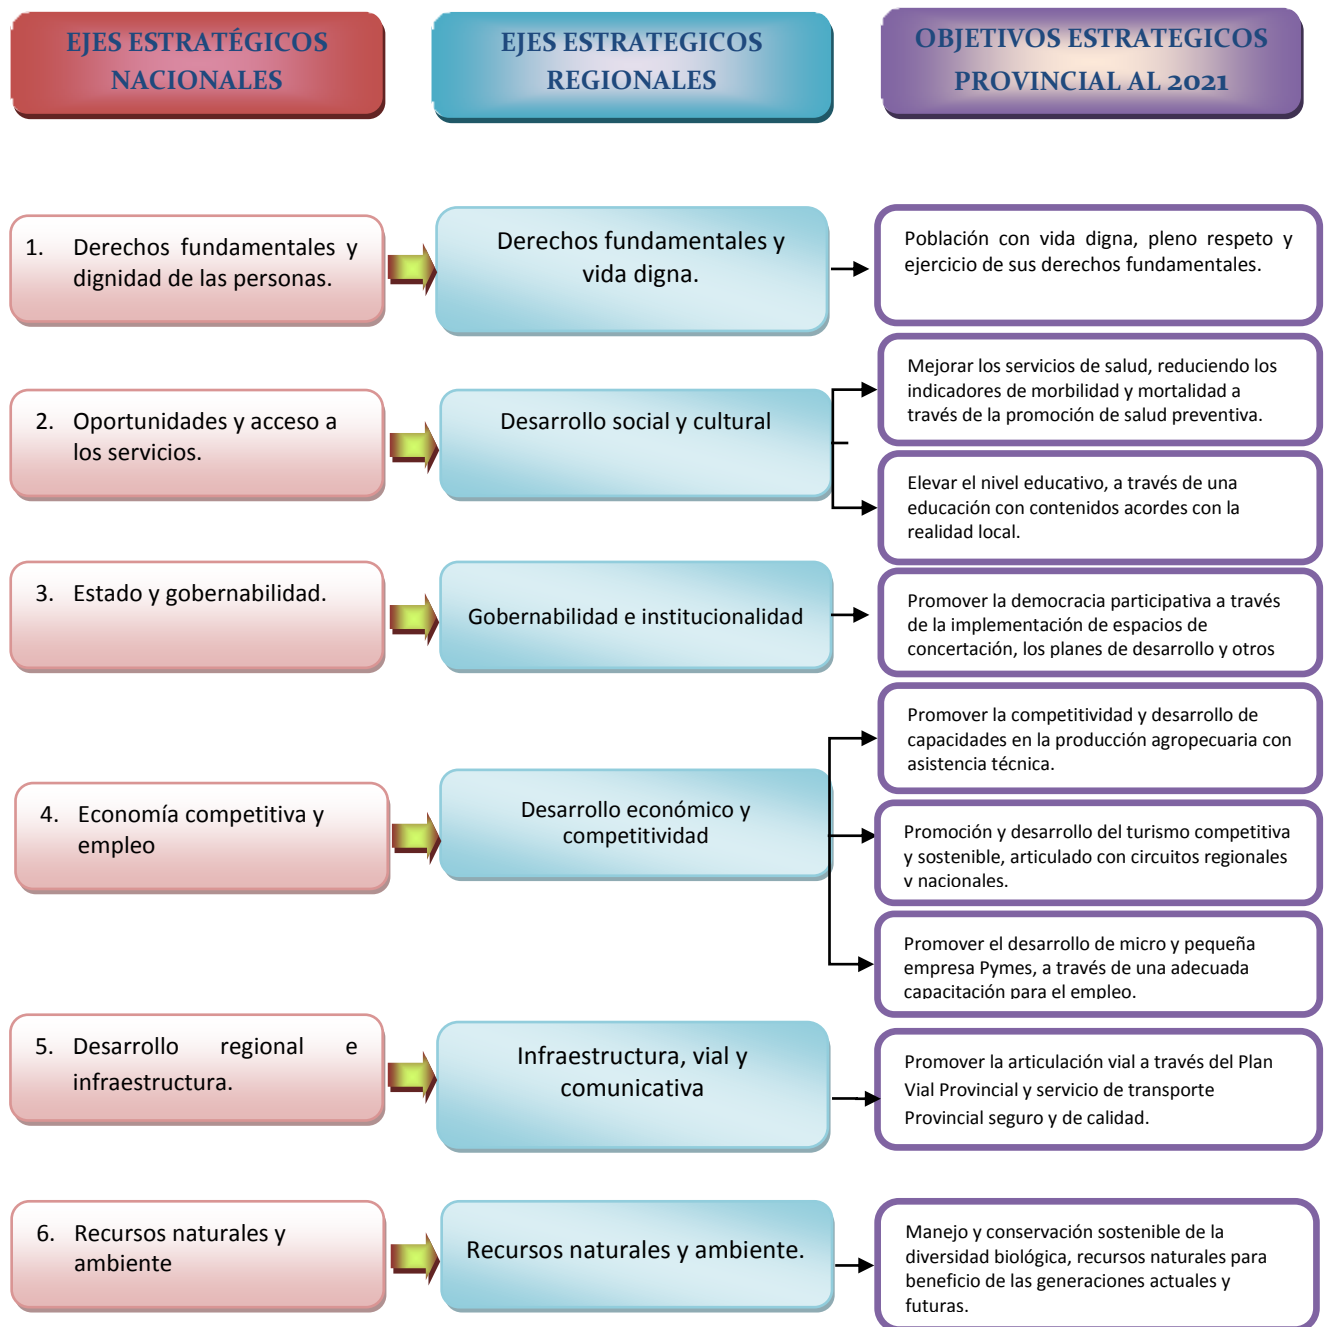 EJES ESTRATÉGICOS
NACIONALES
EJES ESTRATEGICOS
REGIONALES
OBJETIVOS ESTRATEGICOS
PROVINCIAL AL 2021
1. Derechos fundamentales y
dignidad de las personas.
Derechos fundamentales y
vida digna.
Población con vida digna, pleno respeto y
ejercicio de sus derechos fundamentales.
2. Oportunidades y acceso a
los servicios.
Desarrollo social y cultural
Mejorar los servicios de salud, reduciendo los
indicadores de morbilidad y mortalidad a
través de la promoción de salud preventiva.
Elevar el nivel educativo, a través de una
educación con contenidos acordes con la
realidad local.
3. Estado y gobernabilidad.
Gobernabilidad e institucionalidad
Promover la democracia participativa a través
de la implementación de espacios de
concertación, los planes de desarrollo y otros
4. Economía competitiva y
empleo
Desarrollo económico y
competitividad
Promover la competitividad y desarrollo de
capacidades en la producción agropecuaria con
asistencia técnica.
Promoción y desarrollo del turismo competitiva
y sostenible, articulado con circuitos regionales
y nacionales.
Promover el desarrollo de micro y pequeña
empresa Pymes, a través de una adecuada
capacitación para el empleo.
5. Desarrollo regional e
infraestructura.
Infraestructura, vial y
comunicativa
Promover la articulación vial a través del Plan
Vial Provincial y servicio de transporte
Provincial seguro y de calidad.
6. Recursos naturales y
ambiente
Recursos naturales y ambiente.
Manejo y conservación sostenible de la
diversidad biológica, recursos naturales para
beneficio de las generaciones actuales y
futuras.